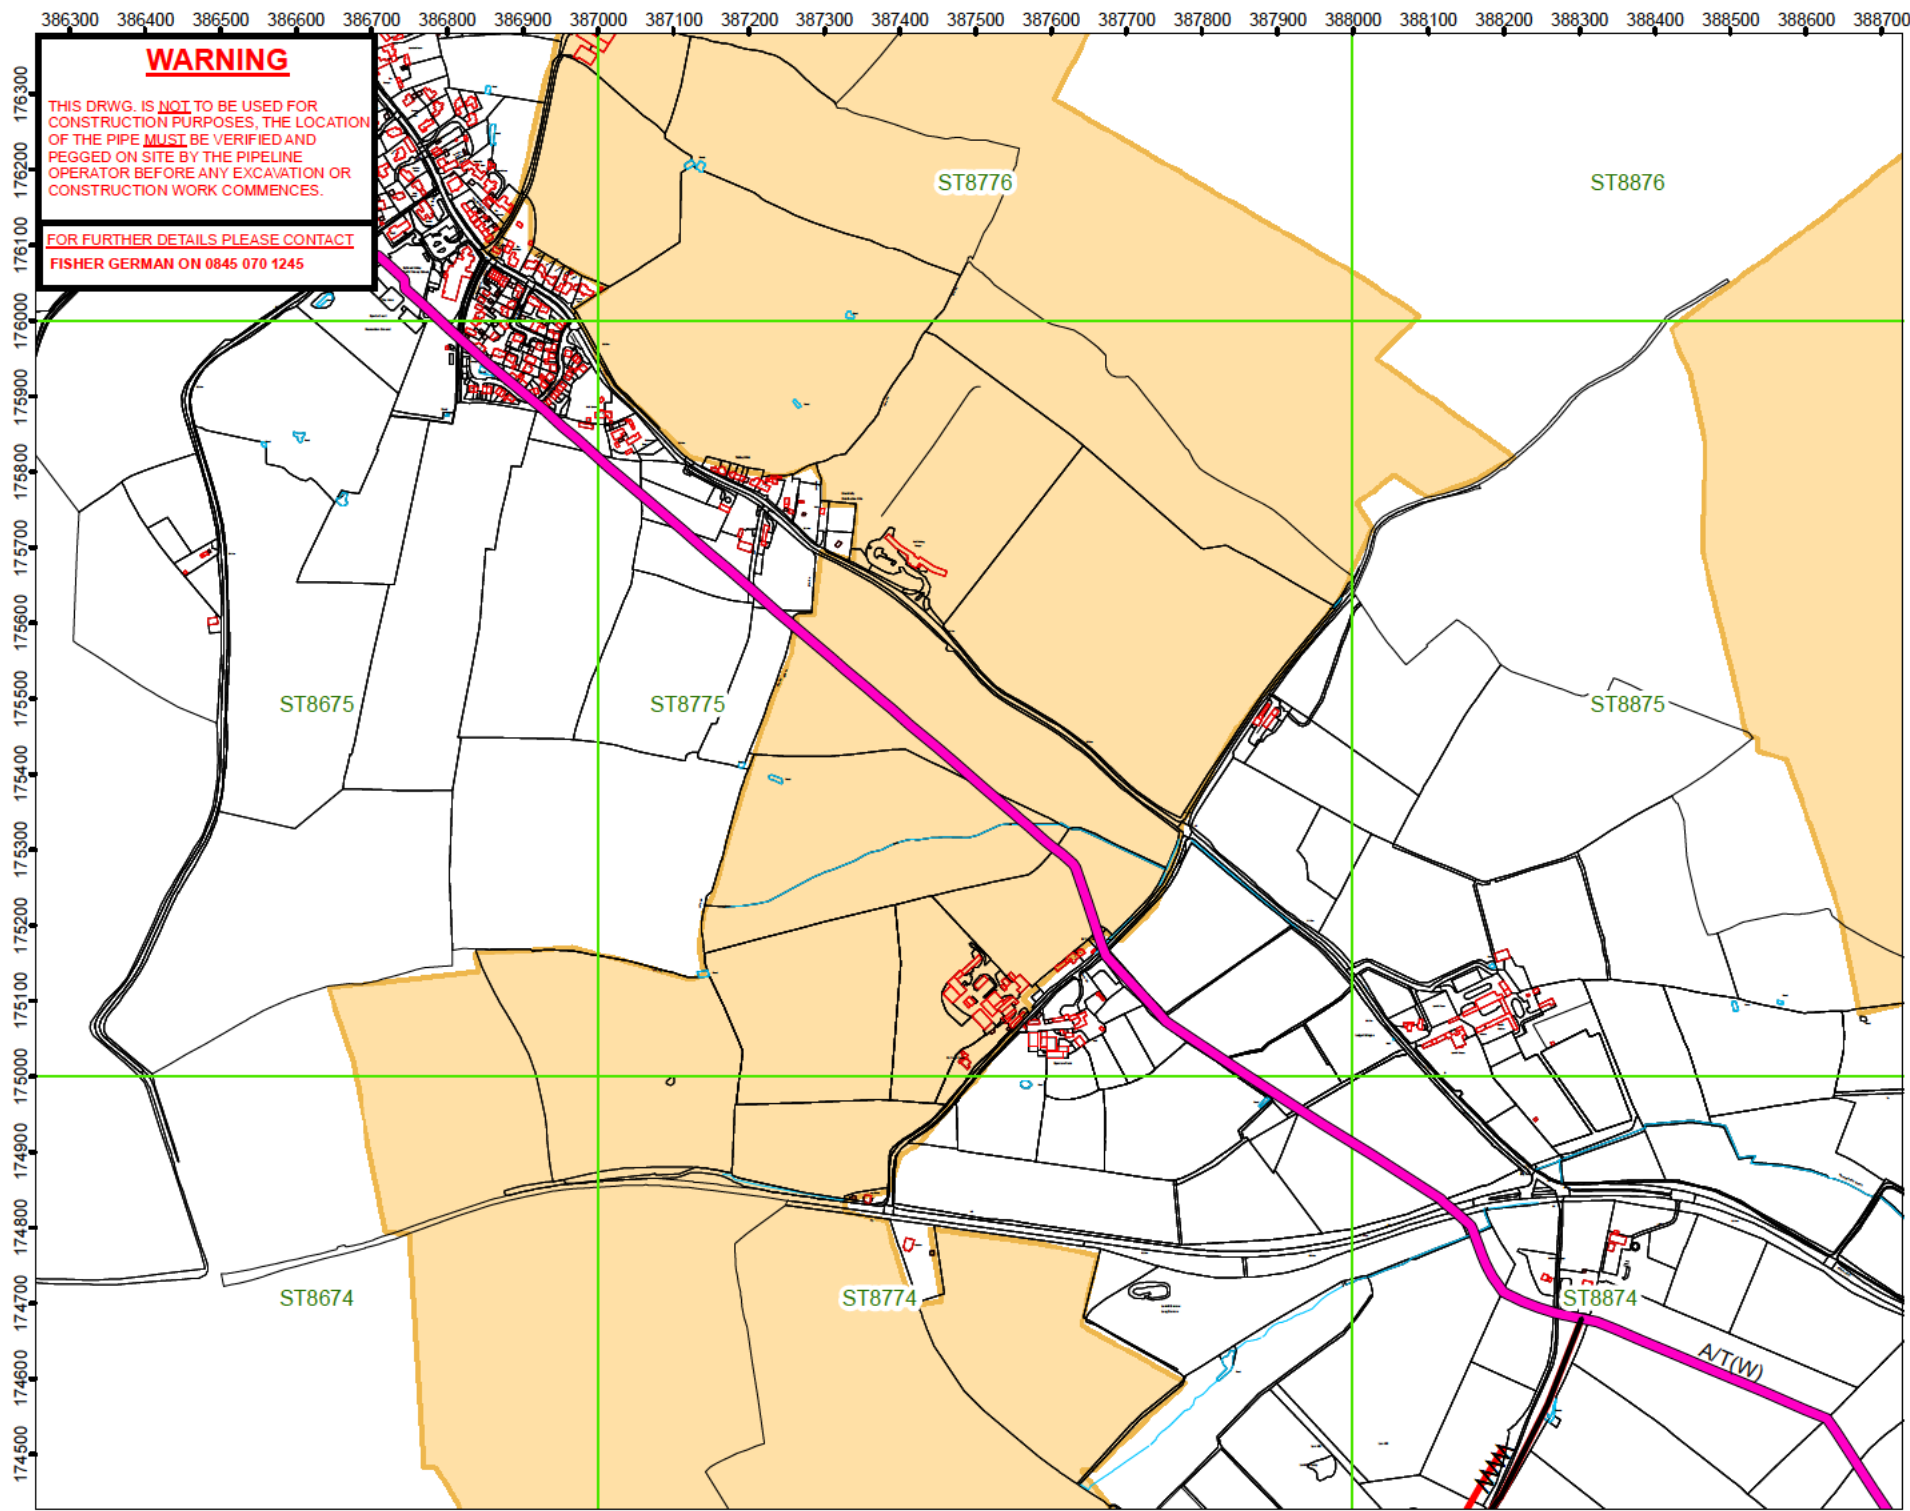 386300 386400 386500 386600 386700 386800 386900 387000 387100 387200 387300 387400 387500 387600 387700 387800 387900 388000 388100 388200 388300 388400 388500 388600 388700
WARNING
THIS DRWG. IS NOT TO BE USED FOR
CONSTRUCTION PURPOSES, THE LOCATION
OF THE PIPE MUST BE VERIFIED AND
PEGGED ON SITE BY THE PIPELINE
OPERATOR BEFORE ANY EXCAVATION OR
CONSTRUCTION WORK COMMENCES.
FOR FURTHER DETAILS PLEASE CONTACT
FISHER GERMAN ON 0845 070 1245
176300
176200
176100
176000
175900
175800
175700
175600
175500
175400
175300
175200
175100
175000
174900
174800
174700
174600
174500
ST8776
ST8876
ST8675
ST8775
ST8875
ST8674
ST8774
ST8874
A/T(W)